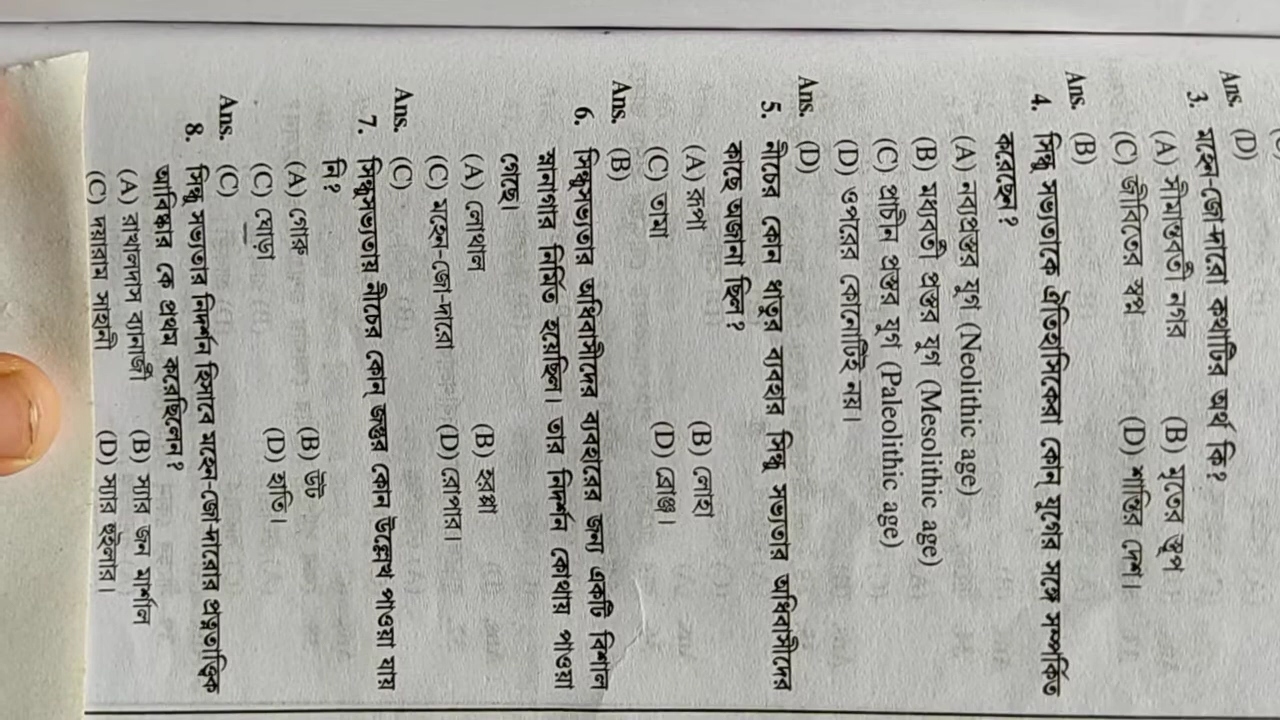 Ans. (D)
3. মহেন-জো-দারো কথাটির অর্থ কি?
(A) সীমান্তবর্তী নগর (B) মৃতের স্তূপ
(C) জীবিতের স্বপ্ন (D) শান্তির দেশ।
Ans. (B)
4. সিন্ধু সভ্যতাকে ঐতিহাসিকেরা কোন্ যুগের সঙ্গে সম্পর্কিত
করেছেন?
(A) নব্যপ্রস্তর যুগ (Neolithic age)
(B) মধ্যবর্তী প্রস্তর যুগ (Mesolithic age)
(C) প্রাচীন প্রস্তর যুগ (Paleolithic age)
(D) ওপরের কোনোটিই নয়।
Ans. (D)
5. নীচের কোন ধাতুর ব্যবহার সিন্ধু সভ্যতার অধিবাসীদের
কাছে অজানা ছিল?
(A) রূপা (B) লোহা
(C) তামা (D) ব্রোঞ্জ।
Ans. (B)
6. সিন্ধুসভ্যতার অধিবাসীদের ব্যবহারের জন্য একটি বিশাল
স্নানাগার নির্মিত হয়েছিল। তার নিদর্শন কোথায় পাওয়া
গেছে।
(A) লোথাল (B) হরপ্পা
(C) মহেন-জো-দারো (D) রোপার।
Ans. (C)
7. সিন্ধুসভ্যতায় নীচের কোন্ জন্তুর কোন উল্লেখ পাওয়া যায়
নি?
(A) গোরু (B) উট
(C) ঘোড়া (D) হাতি।
Ans. (C)
8. সিন্ধু সভ্যতার নিদর্শন হিসাবে মহেন-জো-দারোর প্রত্নতাত্ত্বিক
আবিষ্কার কে প্রথম করেছিলেন?
(A) রাখালদাস ব্যানার্জী (B) স্যার জন মার্শাল
(C) দয়ারাম সাহানী (D) স্যার হুইলার।